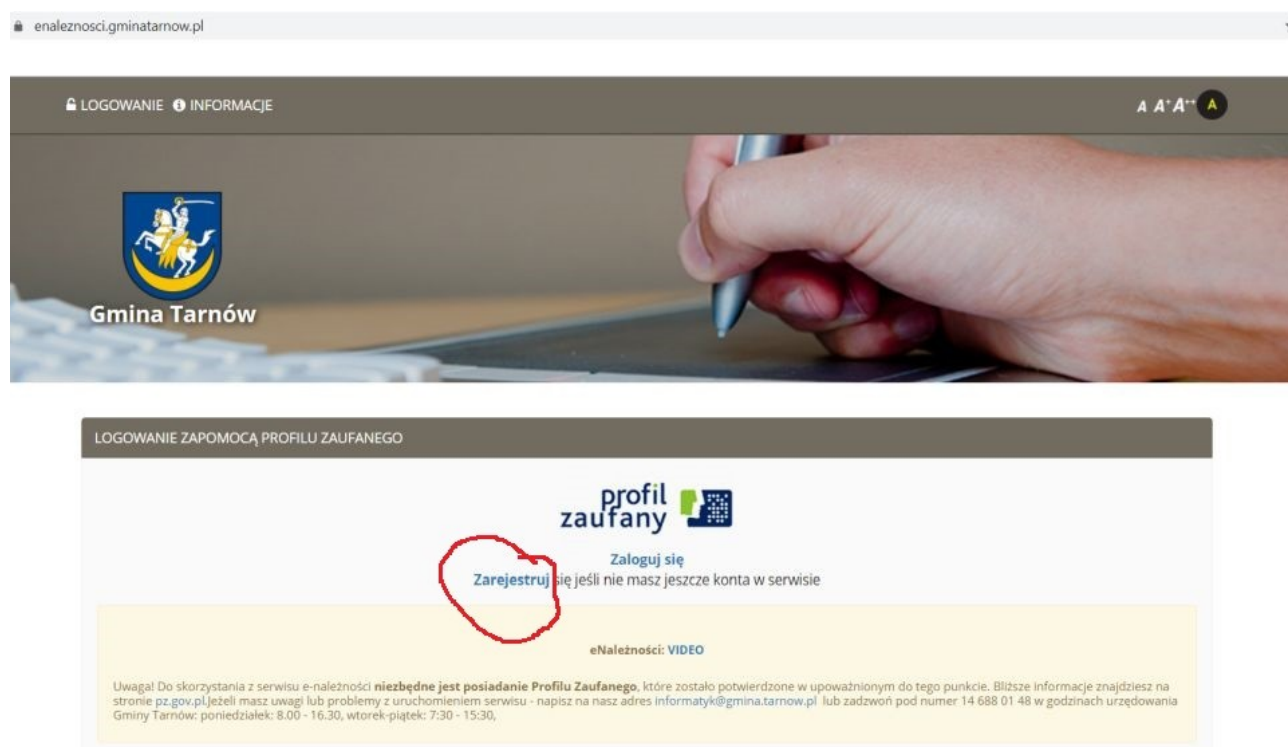 enaleznosci.gminatarnow.pl
LOGOWANIE INFORMACJE
A A+ A++ A
Gmina Tarnów
LOGOWANIE ZAPOMOCĄ PROFILU ZAUFANEGO
profil
zaufany
Zaloguj się
Zarejestruj się jeśli nie masz jeszcze konta w serwisie
eNależności: VIDEO
Uwaga! Do skorzystania z serwisu e-należności niezbędne jest posiadanie Profilu Zaufanego, które zostało potwierdzone w upoważnionym do tego punkcie. Bliższe informacje znajdziesz na
stronie pz.gov.pl.Jeżeli masz uwagi lub problemy z uruchomieniem serwisu - napisz na nasz adres informatyk@gmina.tarnow.pl lub zadzwoń pod numer 14 688 01 48 w godzinach urzędowania
Gminy Tarnów: poniedziałek: 8.00 - 16.30, wtorek-piątek: 7:30 - 15:30,